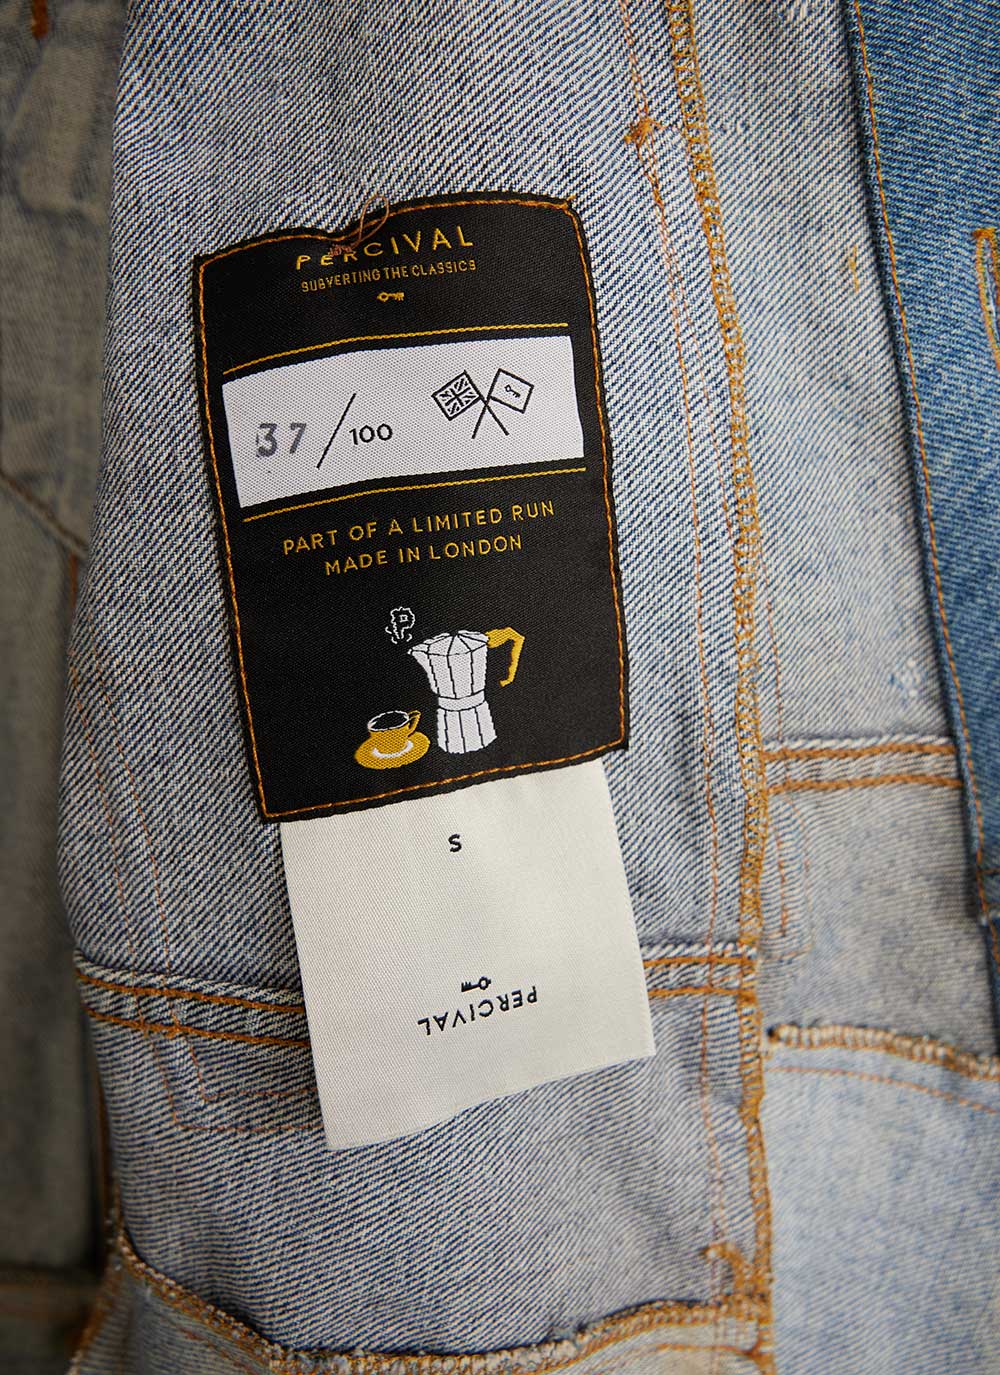 PERCIVAL
SUBVERTING THE CLASSICS
37/100
PART OF A LIMITED RUN
MADE IN LONDON
P
S
PERCIVAL